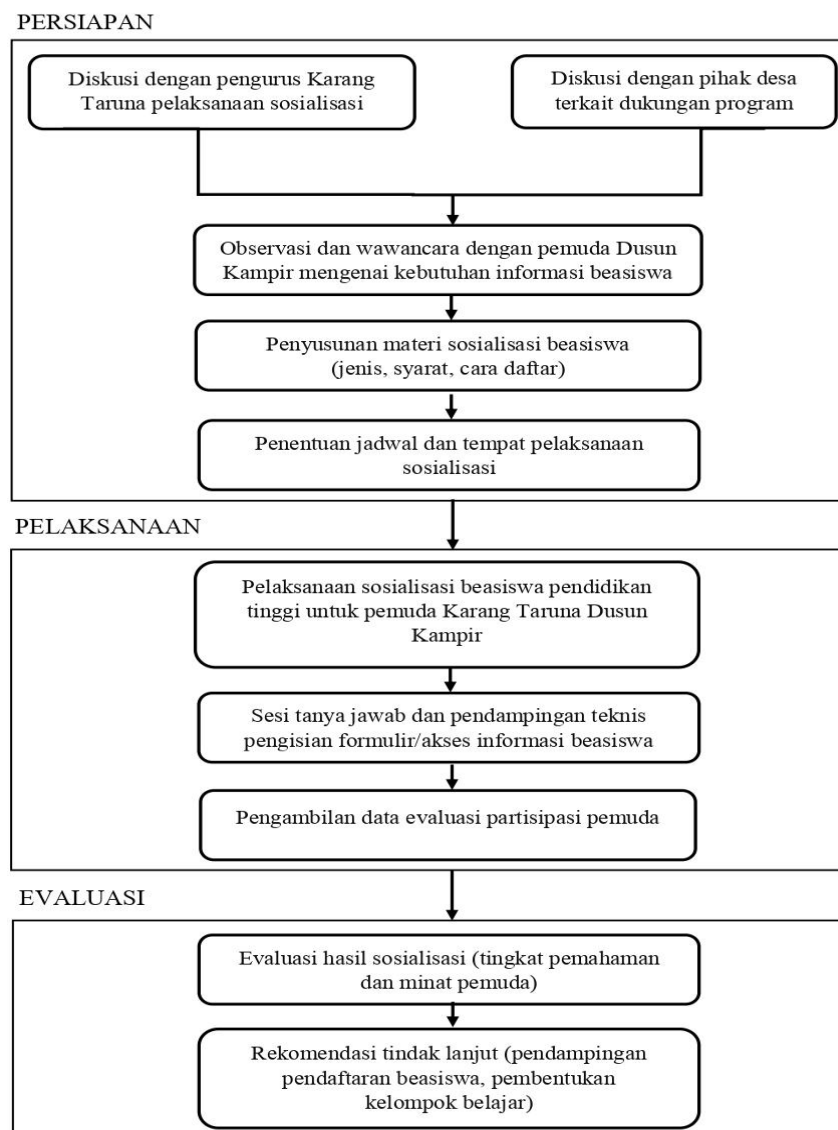 PERSIAPAN
Diskusi dengan pengurus Karang
Taruna pelaksanaan sosialisasi
Diskusi dengan pihak desa
terkait dukungan program
Observasi dan wawancara dengan pemuda Dusun
Kampir mengenai kebutuhan informasi beasiswa
Penyusunan materi sosialisasi beasiswa
(jenis, syarat, cara daftar)
Penentuan jadwal dan tempat pelaksanaan
sosialisasi
PELAKSANAAN
Pelaksanaan sosialisasi beasiswa pendidikan
tinggi untuk pemuda Karang Taruna Dusun
Kampir
Sesi tanya jawab dan pendampingan teknis
pengisian formulir/akses informasi beasiswa
Pengambilan data evaluasi partisipasi pemuda
EVALUASI
Evaluasi hasil sosialisasi (tingkat pemahaman
dan minat pemuda)
Rekomendasi tindak lanjut (pendampingan
pendaftaran beasiswa, pembentukan
kelompok belajar)